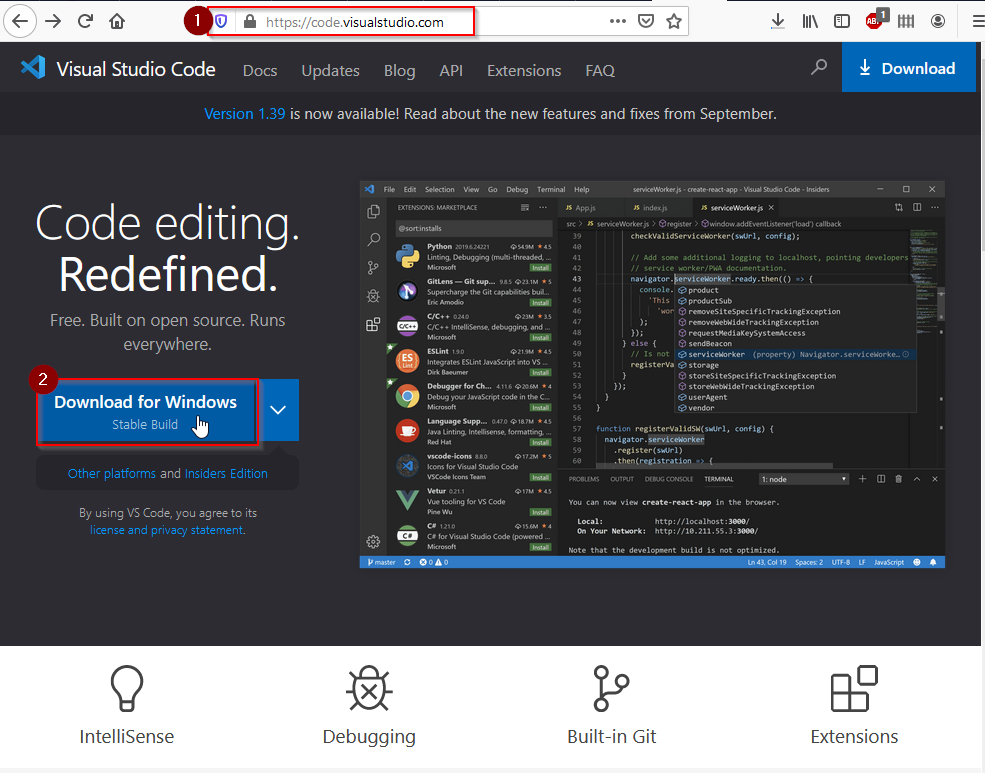 1
https://code.visualstudio.com
ABP 1
Visual Studio Code Docs Updates Blog API Extensions FAQ Download
Version 1.39 is now available! Read about the new features and fixes from September.
Code editing.
Redefined.
Free. Built on open source. Runs
everywhere.
2
Download for Windows
Stable Build
Other platforms and Insiders Edition
By using VS Code, you agree to its
license and privacy statement.
File Edit Selection View Go Debug Terminal Help serviceWorker.js - create-react-app - Visual Studio Code - Insiders
EXTENSIONS: MARKETPLACE
@sort:installs
Python 2019.6.24221 54.9M 4.5
Linting, Debugging (multi-threaded, ...
Microsoft Install
GitLens — Git sup... 9.8.5 23.1M 5
Supercharge the Git capabilities buil...
Eric Amodio Install
C/C++ 0.24.0 23M 3.5
C/C++ IntelliSense, debugging, and ...
Microsoft Install
ESLint 1.9.0 21.9M 4.5
Integrates ESLint JavaScript into VS ...
Dirk Baeumer Install
Debugger for Ch... 4.11.6 20.6M 4
Debug your JavaScript code in the C...
Microsoft Install
Language Supp... 0.47.0 18.7M 4.5
Java Linting, Intellisense, formatting, ...
Red Hat Install
vscode-icons 8.8.0 17.2M 5
Icons for Visual Studio Code
VSCode Icons Team Install
Vetur 0.21.1 17M 4.5
Vue tooling for VS Code
Pine Wu Install
C# 1.21.0 15.6M 4
C# for Visual Studio Code (powered ...
Microsoft Install
JS App.js JS index.js JS serviceWorker.js
src > JS serviceWorker.js > register > window.addEventListener('load') callback
39 checkValidServiceWorker(swUrl, config);
40
41 // Add some additional logging to localhost, pointing developers
42 // service worker/PWA documentation.
43 navigator.serviceWorker.ready.then(() => {
44 console. product
45 'This productSub
46 'wor removeSiteSpecificTrackingException
47 ); removeWebWideTrackingException
48 }); requestMediaKeySystemAccess
49 } else { sendBeacon
50 // Is not serviceWorker (property) Navigator.serviceWorke...
51 registerVa storage
52 } storeSiteSpecificTrackingException
53 }); storeWebWideTrackingException
54 } userAgent
55 } vendor
56
57 function registerValidSW(swUrl, config) {
58 navigator.serviceWorker
59 .register(swUrl)
60 .then(registration => {
PROBLEMS OUTPUT DEBUG CONSOLE TERMINAL 1: node
You can now view create-react-app in the browser.
Local: http://localhost:3000/
On Your Network: http://10.211.55.3:3000/
Note that the development build is not optimized.
master 0 0 Ln 43, Col 19 Spaces: 2 UTF-8 LF JavaScript
IntelliSense Debugging Built-in Git Extensions